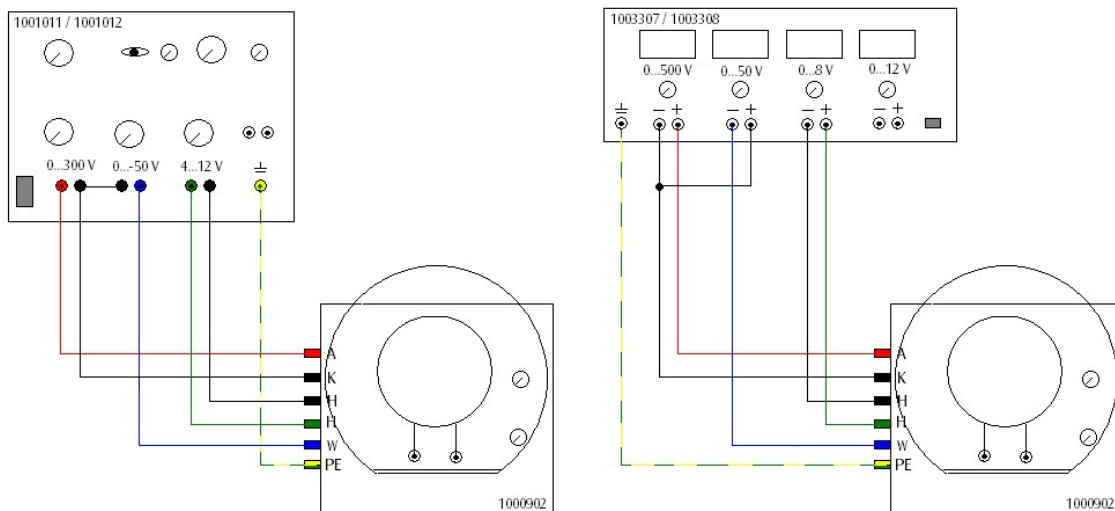 1001011 / 1001012
0...300 V 0...-50 V 4...12 V
A
K
H
H
W
PE
1000902
1003307 / 1003308
0...500 V 0...50 V 0...8 V 0...12 V
− + − + − + − +
A
K
H
H
W
PE
1000902